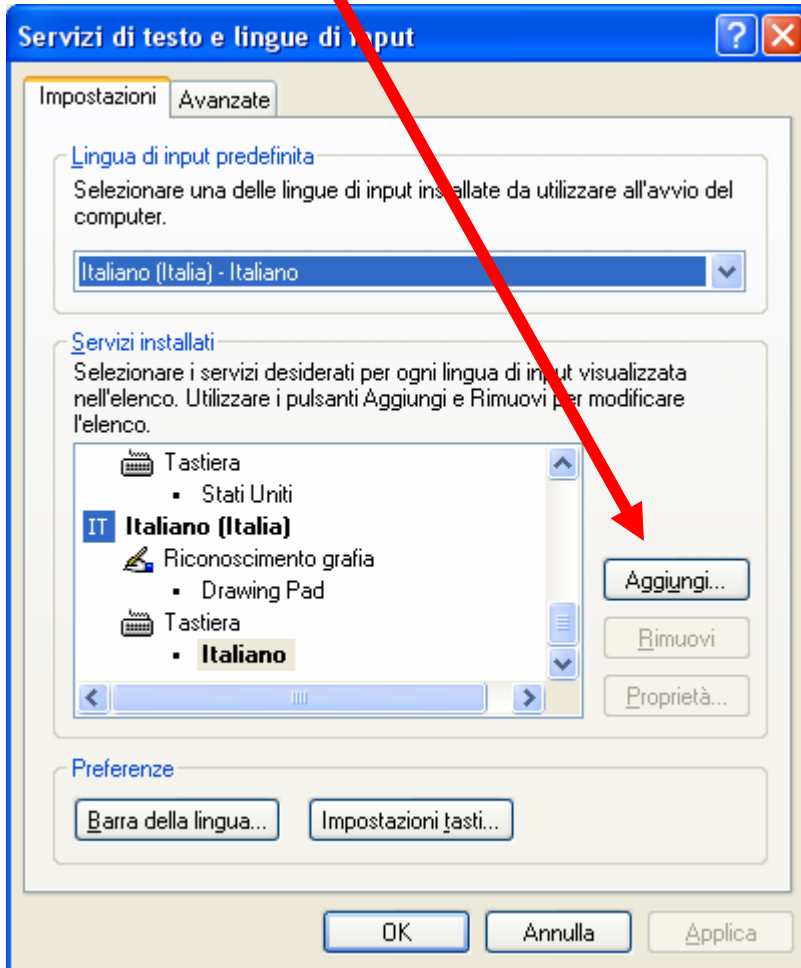 Servizi di testo e lingue di input
Impostazioni
Avanzate
Lingua di input predefinita
Selezionare una delle lingue di input installate da utilizzare all'avvio del
computer.
Italiano (Italia) - Italiano
Servizi installati
Selezionare i servizi desiderati per ogni lingua di input visualizzata
nell'elenco. Utilizzare i pulsanti Aggiungi e Rimuovi per modificare
l'elenco.
Tastiera
▪ Stati Uniti
IT Italiano (Italia)
Riconoscimento grafia
▪ Drawing Pad
Tastiera
▪ Italiano
Aggiungi...
Rimuovi
Proprietà...
Preferenze
Barra della lingua...
Impostazioni tasti...
OK
Annulla
Applica